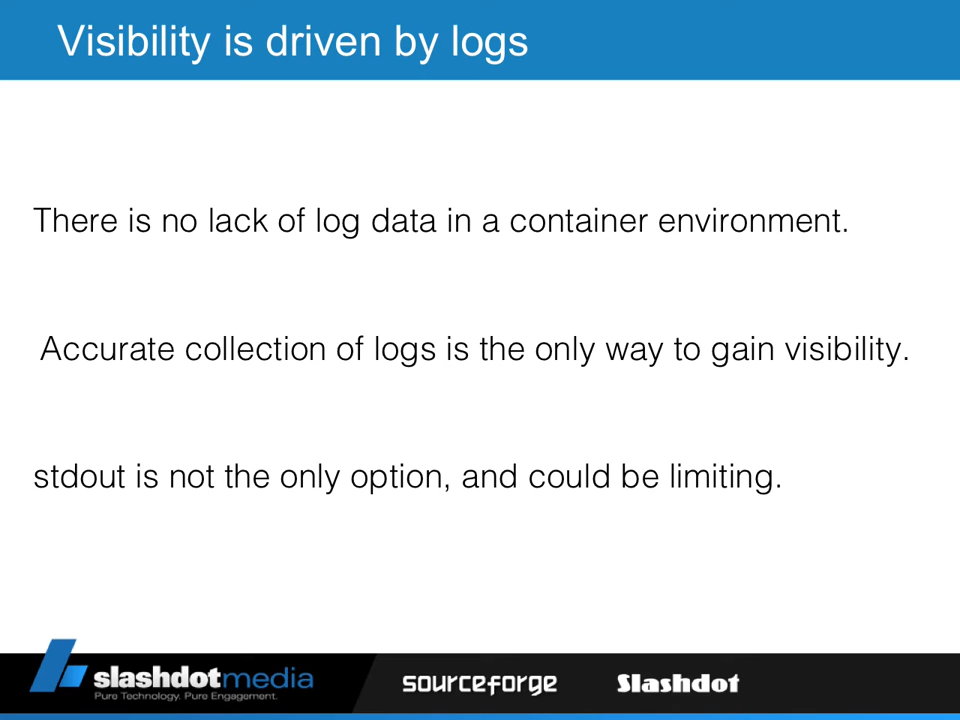 Visibility is driven by logs
There is no lack of log data in a container environment.
Accurate collection of logs is the only way to gain visibility.
stdout is not the only option, and could be limiting.
slashdotmedia
Pure Technology. Pure Engagement.
sourceforge
Slashdot